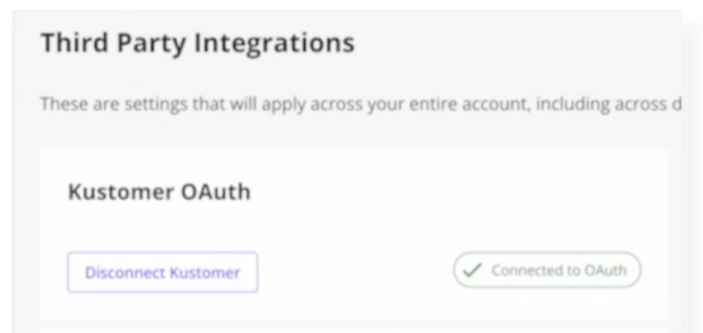 Third Party Integrations
These are settings that will apply across your entire account, including across d
Kustomer OAuth
Disconnect Kustomer
Connected to OAuth